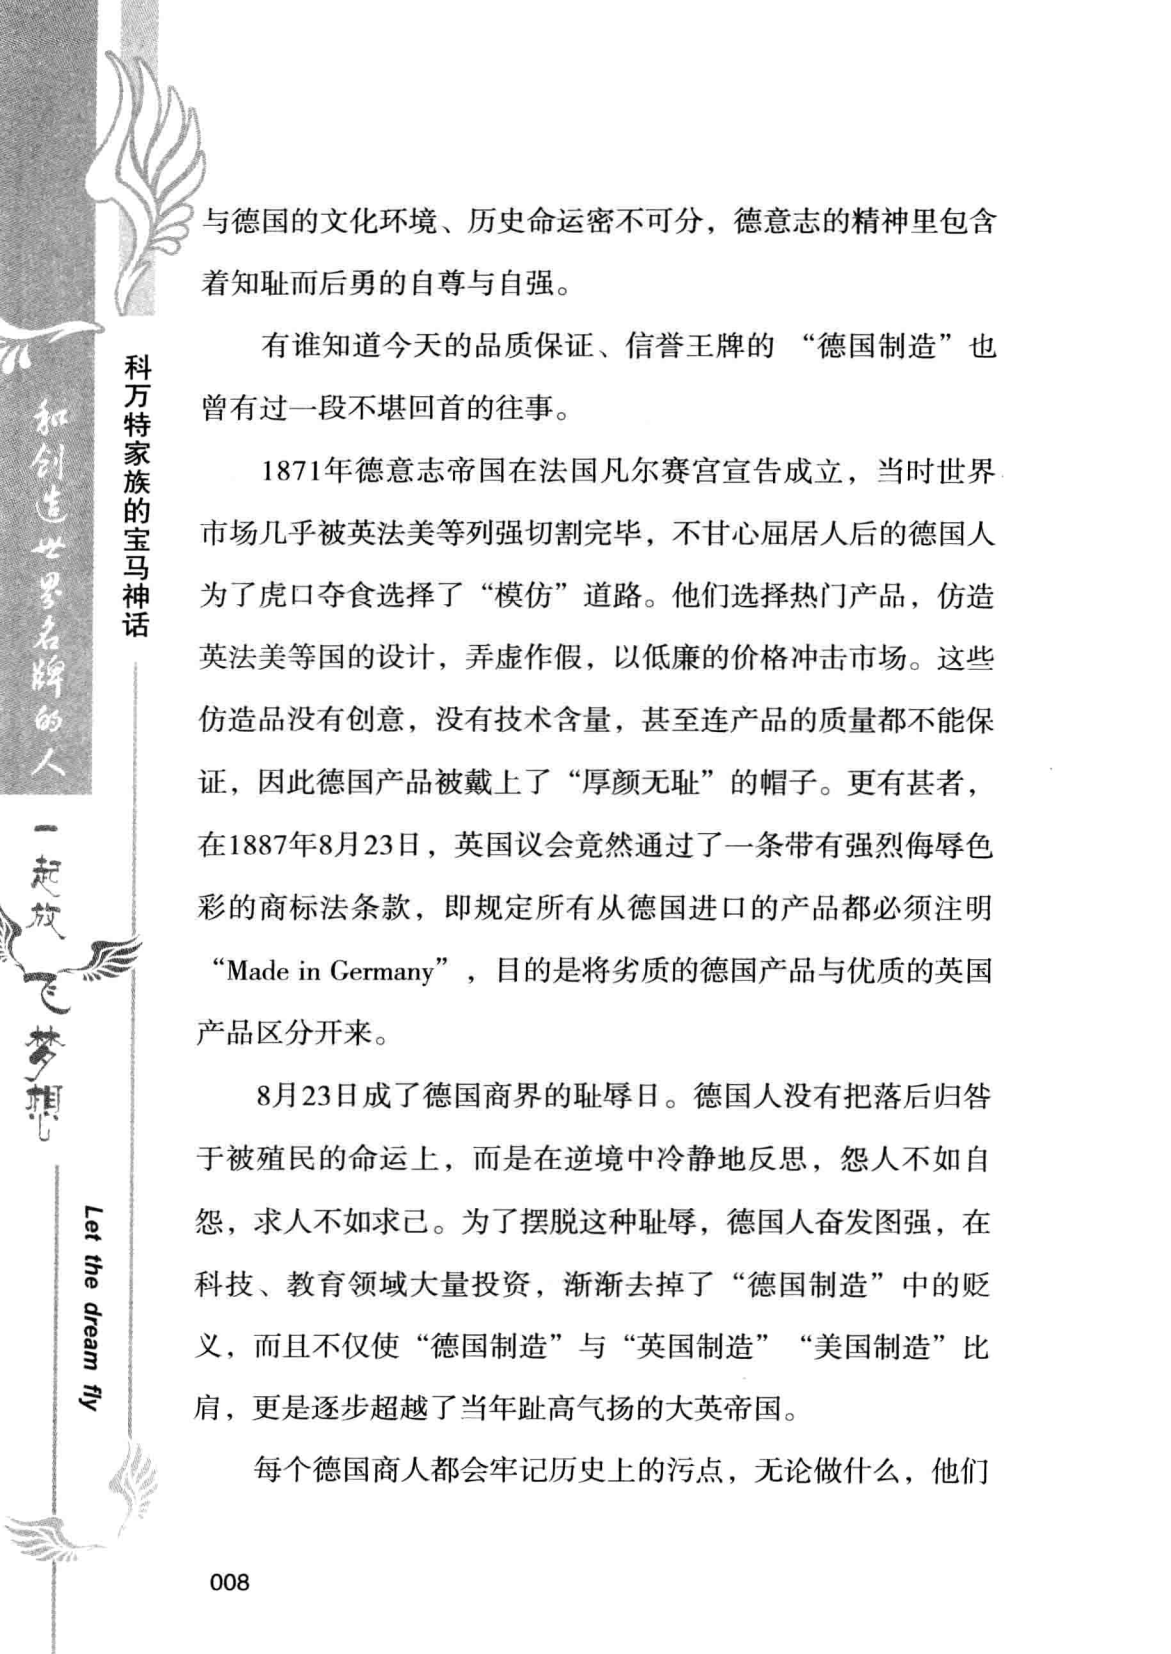 与德国的文化环境、历史命运密不可分，德意志的精神里包含
着知耻而后勇的自尊与自强。
有谁知道今天的品质保证、信誉王牌的 “德国制造”也
曾有过一段不堪回首的往事。
1871年德意志帝国在法国凡尔赛宫宣告成立，当时世界
市场几乎被英法美等列强切割完毕，不甘心屈居人后的德国人
为了虎口夺食选择了“模仿”道路。他们选择热门产品，仿造
英法美等国的设计，弄虚作假，以低廉的价格冲击市场。这些
仿造品没有创意，没有技术含量，甚至连产品的质量都不能保
证，因此德国产品被戴上了“厚颜无耻”的帽子。更有甚者，
在1887年8月23日，英国议会竟然通过了一条带有强烈侮辱色
彩的商标法条款，即规定所有从德国进口的产品都必须注明
“Made in Germany”，目的是将劣质的德国产品与优质的英国
产品区分开来。
8月23日成了德国商界的耻辱日。德国人没有把落后归咎
于被殖民的命运上，而是在逆境中冷静地反思，怨人不如自
怨，求人不如求己。为了摆脱这种耻辱，德国人奋发图强，在
科技、教育领域大量投资，渐渐去掉了“德国制造”中的贬
义，而且不仅使“德国制造”与“英国制造” “美国制造”比
肩，更是逐步超越了当年趾高气扬的大英帝国。
每个德国商人都会牢记历史上的污点，无论做什么，他们
科万特家族的宝马神话
和创造世界名牌的人
一起放飞梦想
Let the dream fly
008